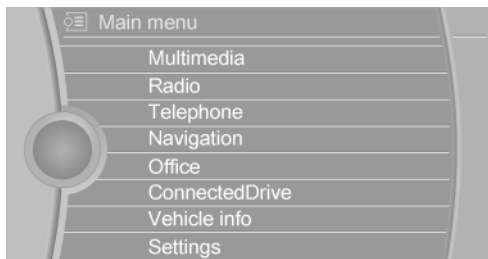 Main menu
Multimedia
Radio
Telephone
Navigation
Office
ConnectedDrive
Vehicle info
Settings